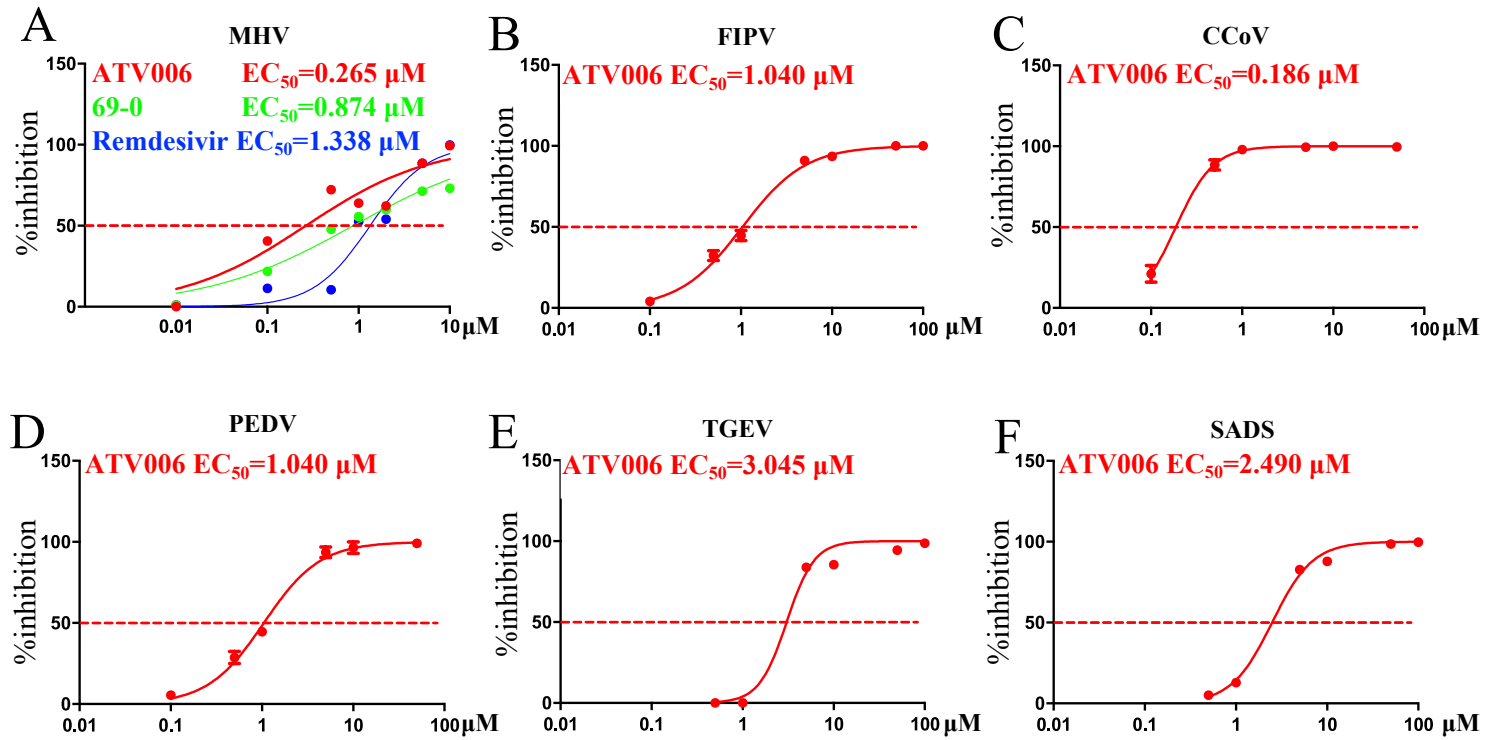 A
MHV
ATV006 EC₅₀=0.265 μM
69-0 EC₅₀=0.874 μM
Remdesivir EC₅₀=1.338 μM
%inhibition
150
100
50
0
0.01 0.1 1 10 μM
B
FIPV
ATV006 EC₅₀=1.040 μM
%inhibition
150
100
50
0
0.01 0.1 1 10 100 μM
C
CCoV
ATV006 EC₅₀=0.186 μM
%inhibition
150
100
50
0
0.01 0.1 1 10 100 μM
D
PEDV
ATV006 EC₅₀=1.040 μM
%inhibition
150
100
50
0
0.01 0.1 1 10 100 μM
E
TGEV
ATV006 EC₅₀=3.045 μM
%inhibition
150
100
50
0
0.01 0.1 1 10 100 μM
F
SADS
ATV006 EC₅₀=2.490 μM
%inhibition
150
100
50
0
0.01 0.1 1 10 100 μM